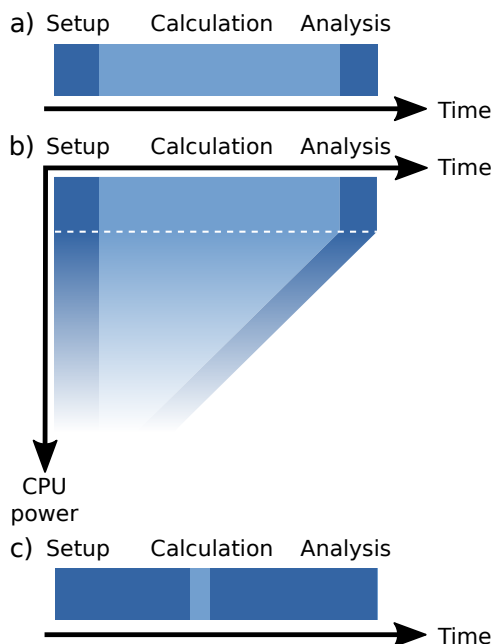 a) Setup Calculation Analysis
Time
b) Setup Calculation Analysis
Time
CPU
power
c) Setup Calculation Analysis
Time